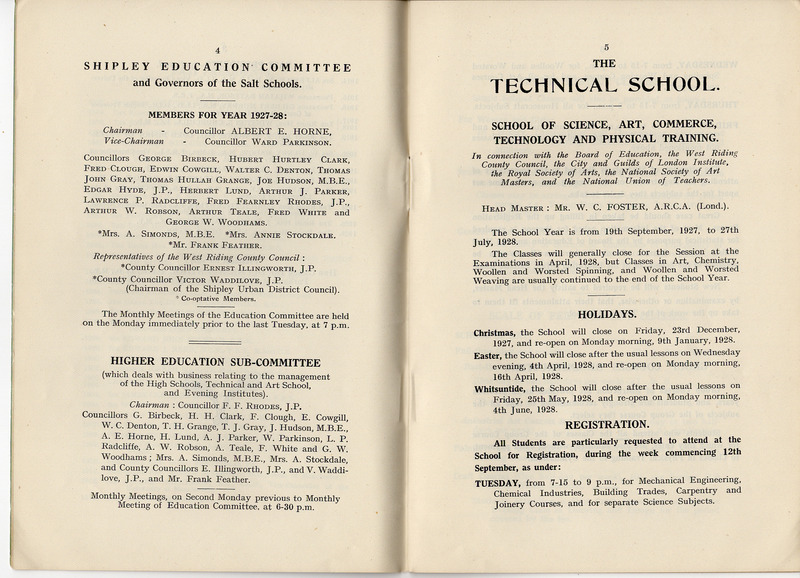 4
SHIPLEY EDUCATION COMMITTEE
and Governors of the Salt Schools.
MEMBERS FOR YEAR 1927-28:
Chairman - Councillor ALBERT E. HORNE,
Vice-Chairman - Councillor WARD PARKINSON.
Councillors GEORGE BIRBECK, HUBERT HURTLEY CLARK,
FRED CLOUGH, EDWIN COWGILL, WALTER C. DENTON, THOMAS
JOHN GRAY, THOMAS HULLAH GRANGE, JOE HUDSON, M.B.E.,
EDGAR HYDE, J.P., HERBERT LUND, ARTHUR J. PARKER,
LAWRENCE P. RADCLIFFE, FRED FEARNLEY RHODES, J.P.,
ARTHUR W. ROBSON, ARTHUR TEALE, FRED WHITE and
GEORGE W. WOODHAMS.
*Mrs. A. SIMONDS, M.B.E. *Mrs. ANNIE STOCKDALE.
*Mr. FRANK FEATHER.
Representatives of the West Riding County Council :
*County Councillor ERNEST ILLINGWORTH, J.P.
*County Councillor VICTOR WADDILOVE, J.P.
(Chairman of the Shipley Urban District Council).
* Co-optative Members.
The Monthly Meetings of the Education Committee are held
on the Monday immediately prior to the last Tuesday, at 7 p.m.
HIGHER EDUCATION SUB-COMMITTEE
(which deals with business relating to the management
of the High Schools, Technical and Art School,
and Evening Institutes).
Chairman : Councillor F. F. RHODES, J.P.
Councillors G. Birbeck, H. H. Clark, F. Clough, E. Cowgill,
W. C. Denton, T. H. Grange, T. J. Gray, J. Hudson, M.B.E.,
A. E. Horne, H. Lund, A. J. Parker, W. Parkinson, L. P.
Radcliffe, A. W. Robson, A. Teale, F. White and G. W.
Woodhams ; Mrs. A. Simonds, M.B.E., Mrs. A. Stockdale,
and County Councillors E. Illingworth, J.P., and V. Waddi-
love, J.P., and Mr. Frank Feather.
Monthly Meetings, on Second Monday previous to Monthly
Meeting of Education Committee, at 6-30 p.m.
5
THE
TECHNICAL SCHOOL.
SCHOOL OF SCIENCE, ART, COMMERCE,
TECHNOLOGY AND PHYSICAL TRAINING.
In connection with the Board of Education, the West Riding
County Council, the City and Guilds of London Institute,
the Royal Society of Arts, the National Society of Art
Masters, and the National Union of Teachers.
HEAD MASTER : MR. W. C. FOSTER, A.R.C.A. (Lond.).
The School Year is from 19th September, 1927, to 27th
July, 1928.
The Classes will generally close for the Session at the
Examinations in April, 1928, but Classes in Art, Chemistry,
Woollen and Worsted Spinning, and Woollen and Worsted
Weaving are usually continued to the end of the School Year.
HOLIDAYS.
Christmas, the School will close on Friday, 23rd December,
1927, and re-open on Monday morning, 9th January, 1928.
Easter, the School will close after the usual lessons on Wednesday
evening, 4th April, 1928, and re-open on Monday morning,
16th April, 1928.
Whitsuntide, the School will close after the usual lessons on
Friday, 25th May, 1928, and re-open on Monday morning,
4th June, 1928.
REGISTRATION.
All Students are particularly requested to attend at the
School for Registration, during the week commencing 12th
September, as under:
TUESDAY, from 7-15 to 9 p.m., for Mechanical Engineering,
Chemical Industries, Building Trades, Carpentry and
Joinery Courses, and for separate Science Subjects.